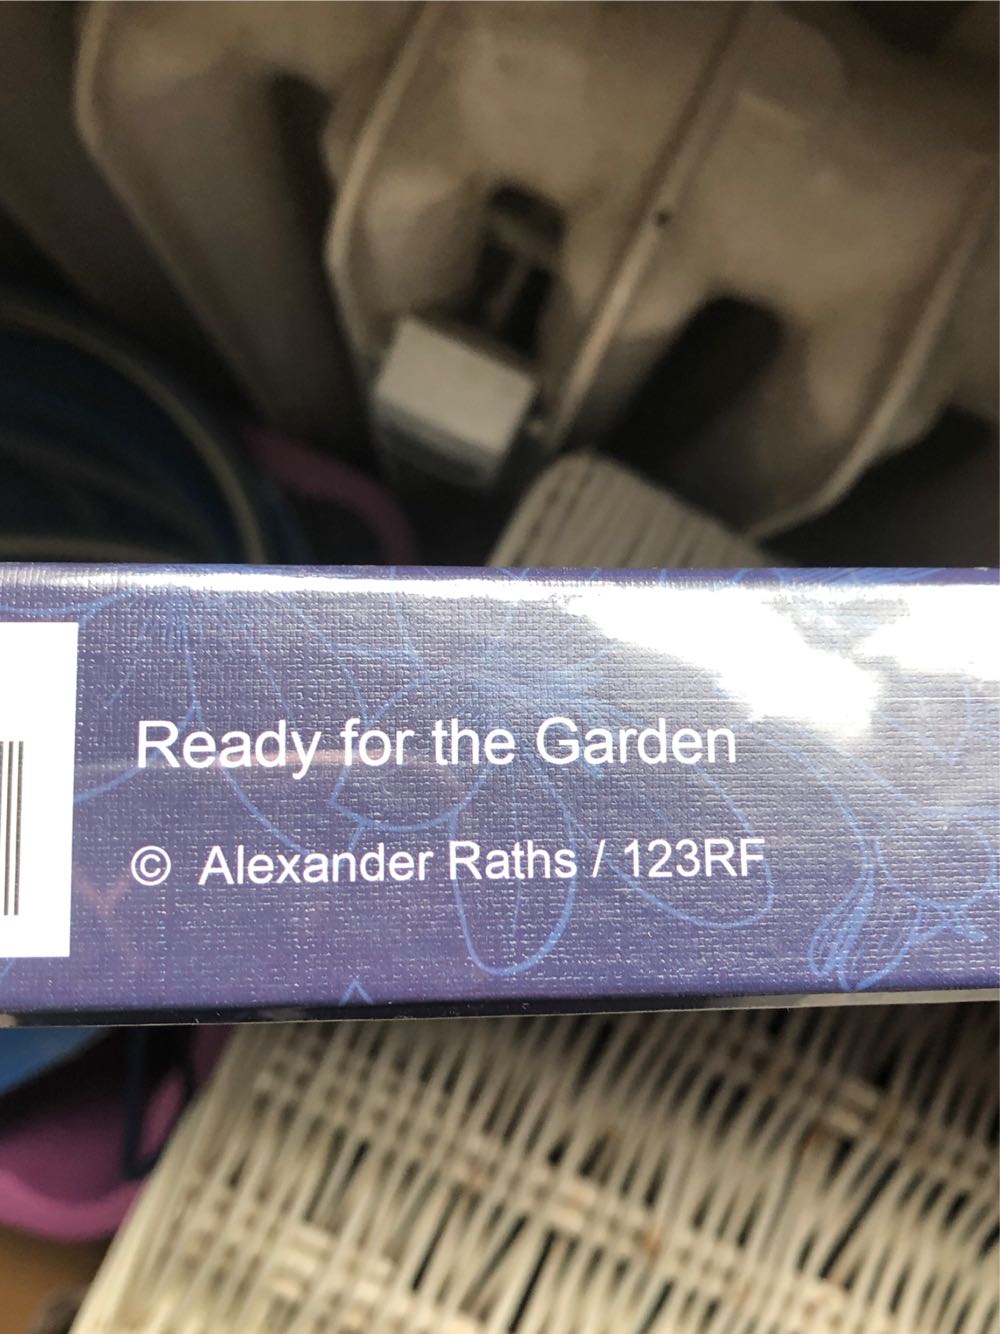 Ready for the Garden
© Alexander Raths / 123RF